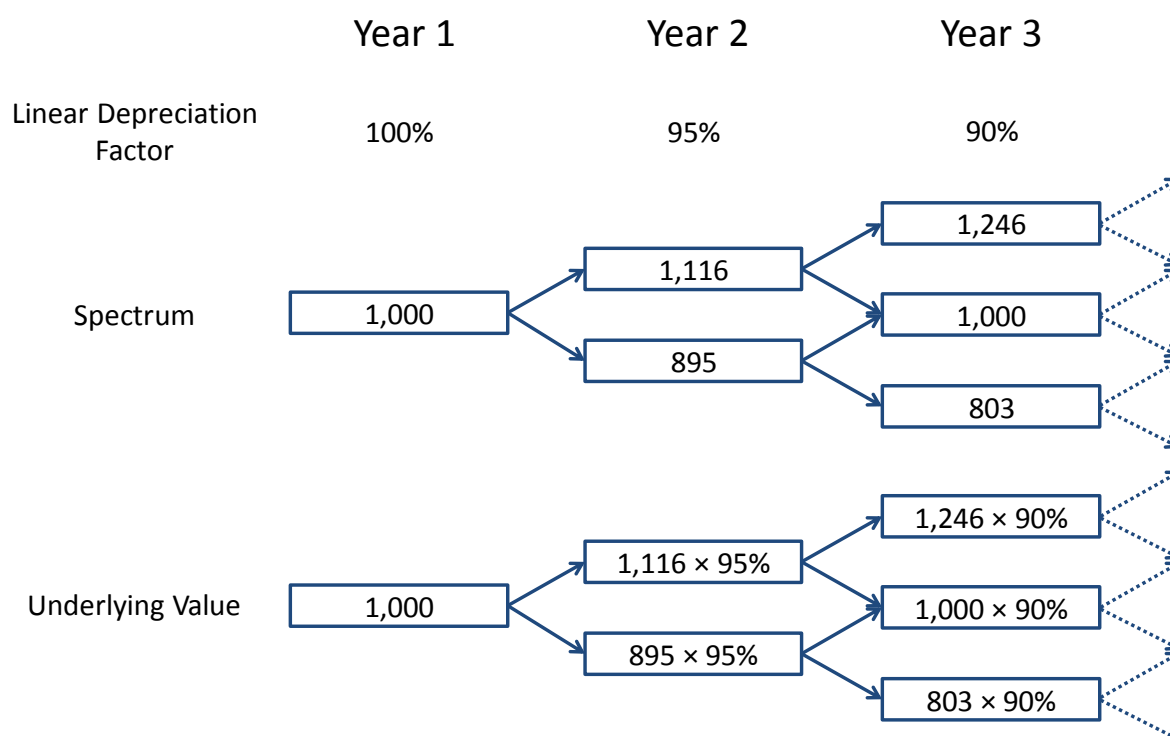 Year 1 Year 2 Year 3
Linear Depreciation
Factor
100% 95% 90%
1,246
1,116
Spectrum 1,000 1,000
895
803
1,246 × 90%
1,116 × 95%
Underlying Value 1,000 1,000 × 90%
895 × 95%
803 × 90%